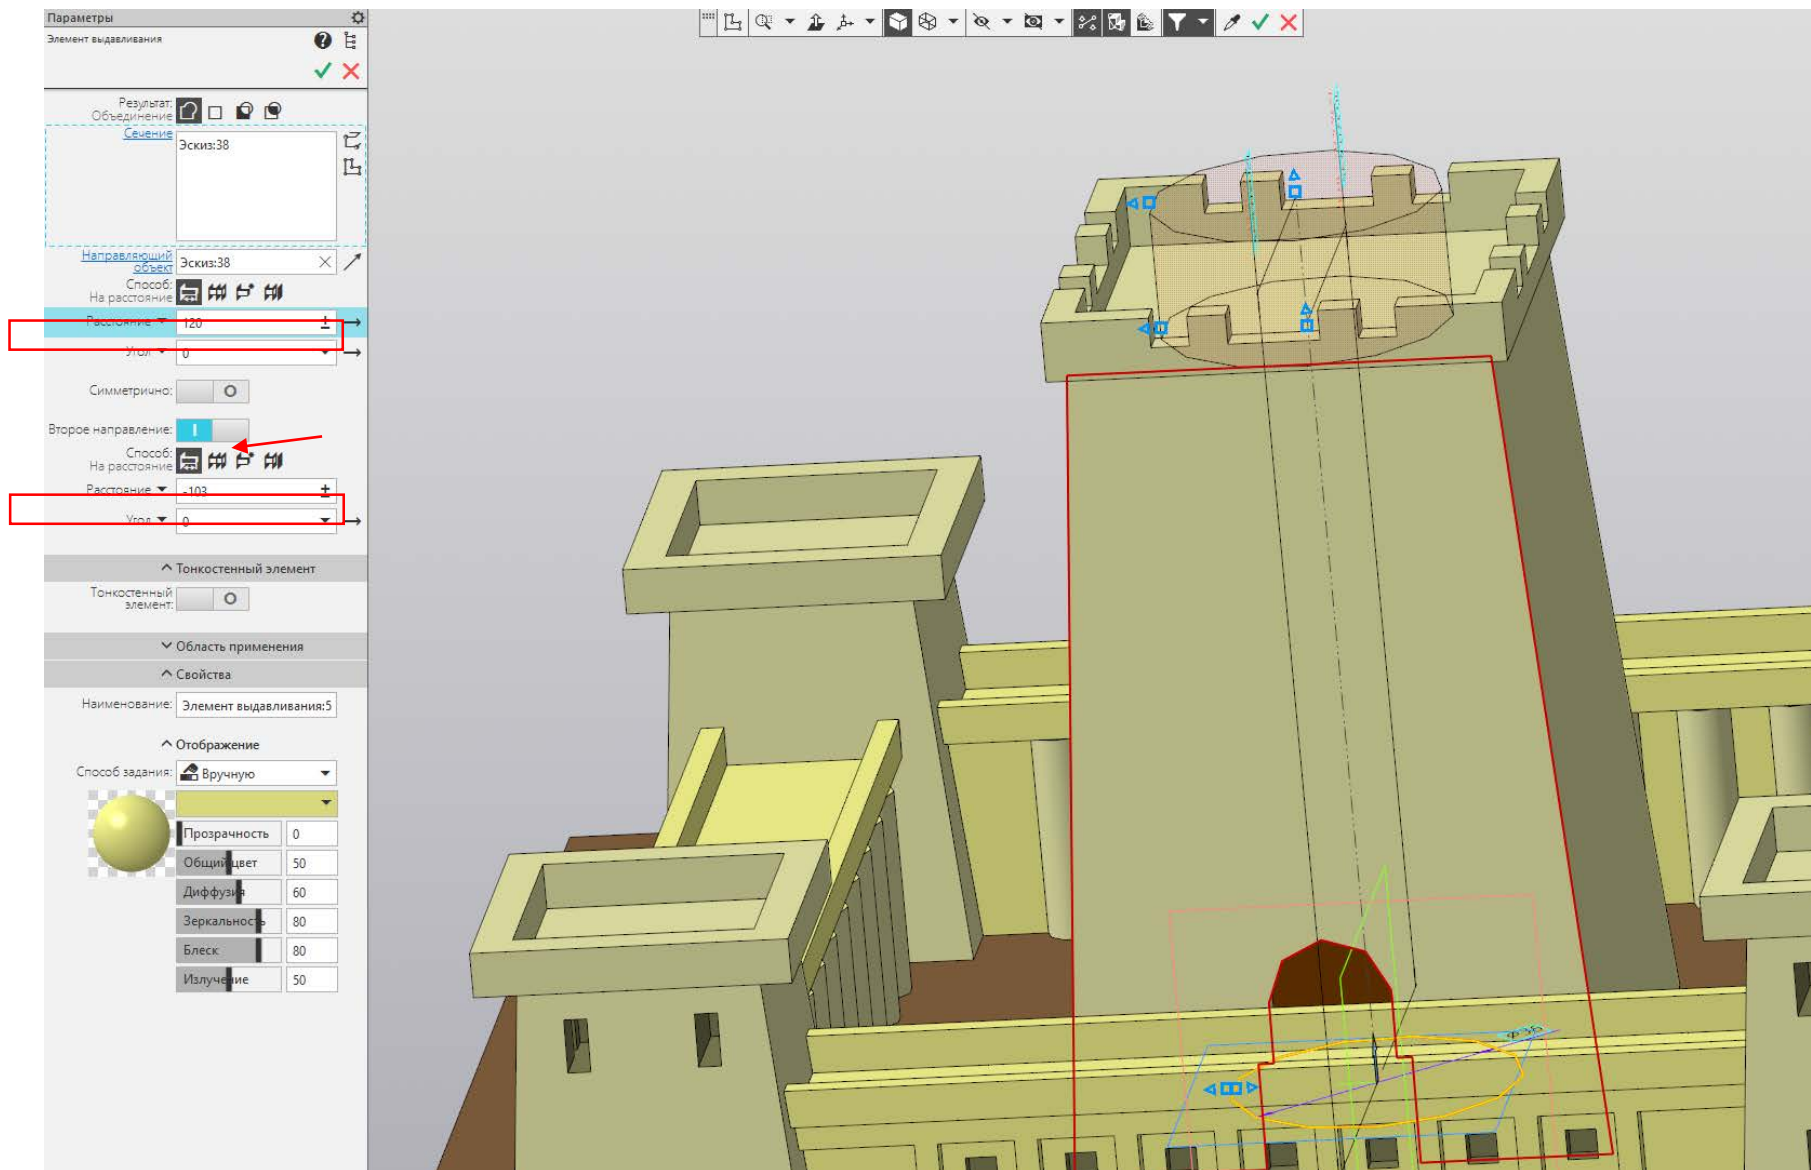 Параметры
Элемент выдавливания
Результат:
Объединение
Сечение
Эскиз:38
Направляющий
объект
Эскиз:38
Способ:
На расстояние
Расстояние
120
Угол
0
Симметрично:
Второе направление:
Способ:
На расстояние
Расстояние
-103
Угол
0
Тонкостенный элемент
Тонкостенный
элемент:
Область применения
Свойства
Наименование:
Элемент выдавливания:5
Отображение
Способ задания:
Вручную
Прозрачность
0
Общий цвет
50
Диффузия
60
Зеркальность
80
Блеск
80
Излучение
50